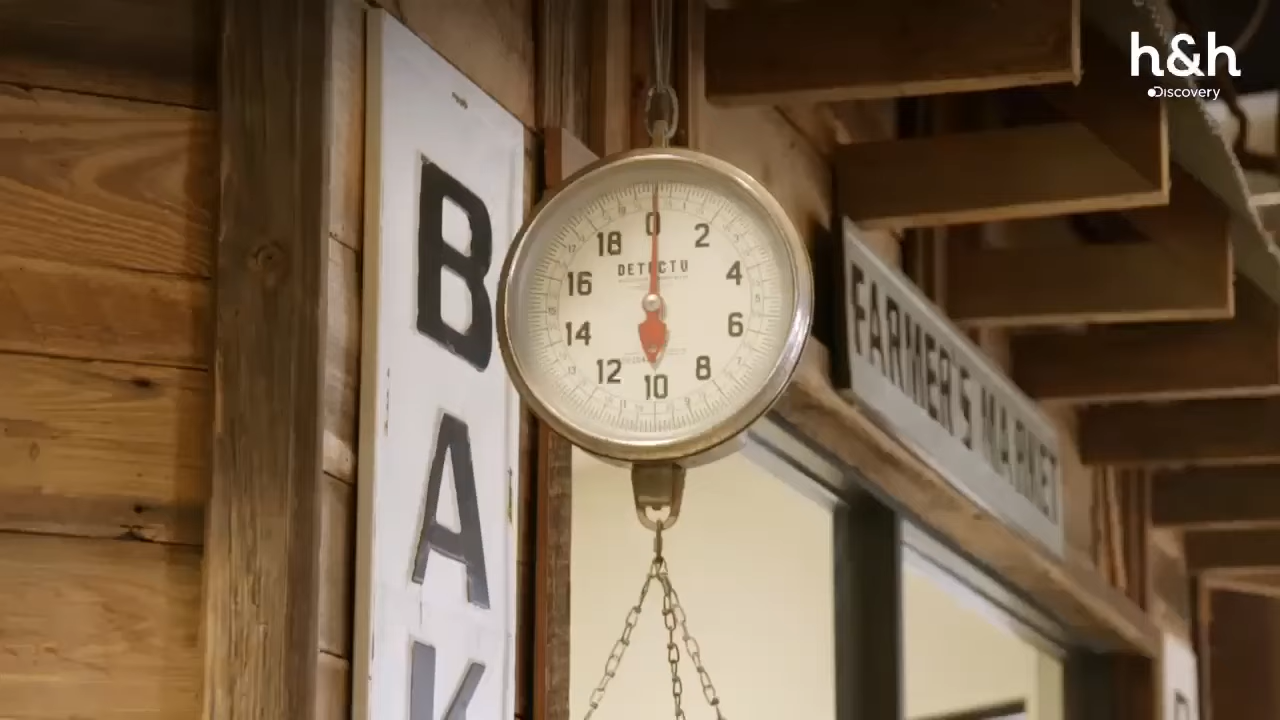 h&h
Discovery
B
A
K
0
2
4
6
8
10
12
14
16
18
DETECTO
FARMER'S MARKET